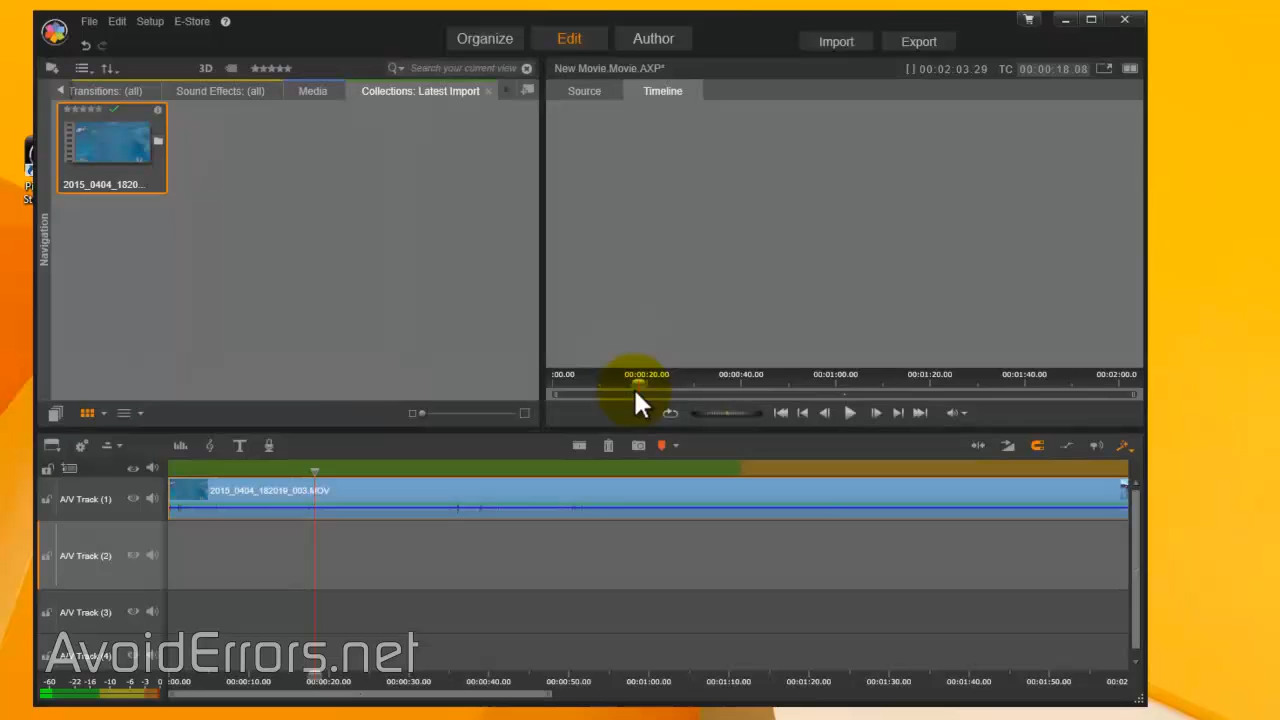 File Edit Setup E-Store ?
Organize Edit Author Import Export
3D Search your current view
New Movie.Movie.AXP* [] 00:02:03.29 TC 00:00:18.08
Transitions: (all) Sound Effects: (all) Media Collections: Latest Import ×
Source Timeline
2015_0404_1820...
Navigation
:00.00 00:00:20.00 00:00:40.00 00:01:00.00 00:01:20.00 00:01:40.00 00:02:00.0
A/V Track (1)
2015_0404_182019_003.MOV
A/V Track (2)
A/V Track (3)
A/V Track (4)
AvoidErrors.net
-60 -22 -16 -10 -6 -3 0 :00.00 00:00:10.00 00:00:20.00 00:00:30.00 00:00:40.00 00:00:50.00 00:01:00.00 00:01:10.00 00:01:20.00 00:01:30.00 00:01:40.00 00:01:50.00 00:02